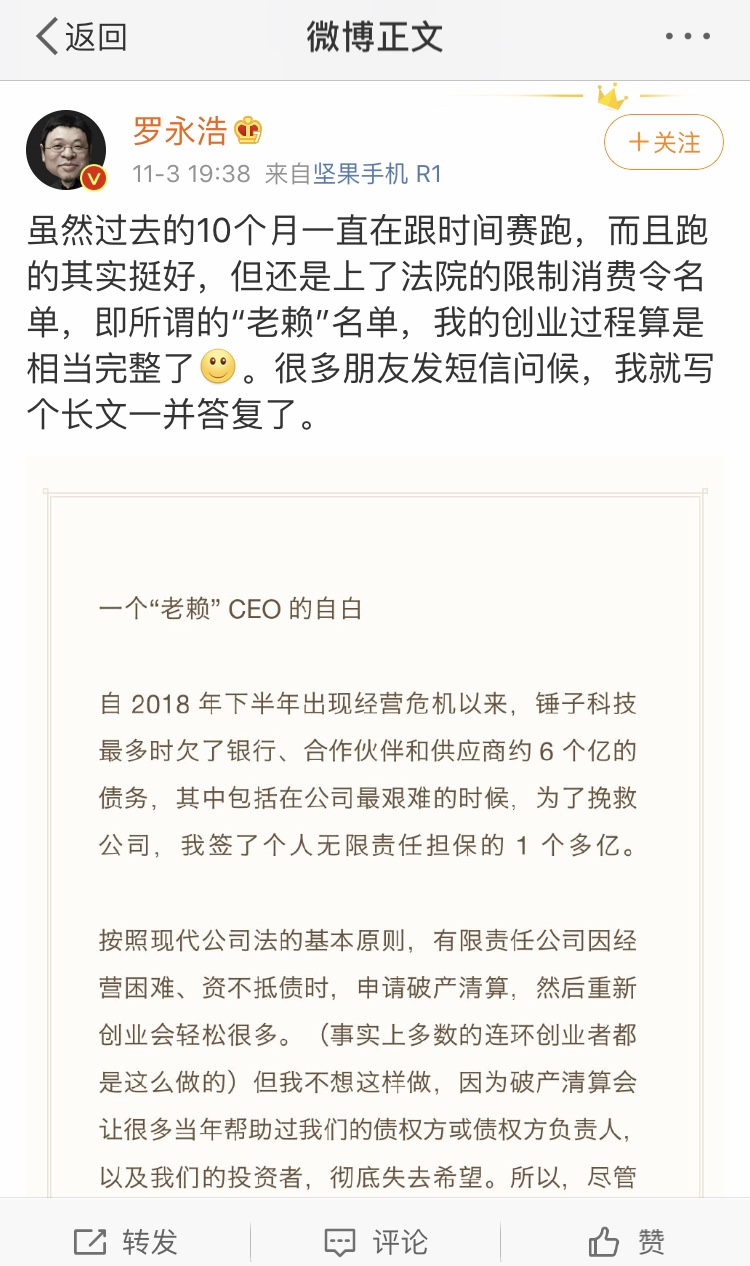 返回
微博正文
罗永浩
11-3 19:38 来自坚果手机 R1
+关注
虽然过去的10个月一直在跟时间赛跑，而且跑
的其实挺好，但还是上了法院的限制消费令名
单，即所谓的“老赖”名单，我的创业过程算是
相当完整了🙂。很多朋友发短信问候，我就写
个长文一并答复了。
一个“老赖” CEO 的自白
自 2018 年下半年出现经营危机以来，锤子科技
最多时欠了银行、合作伙伴和供应商约 6 个亿的
债务，其中包括在公司最艰难的时候，为了挽救
公司，我签了个人无限责任担保的 1 个多亿。
按照现代公司法的基本原则，有限责任公司因经
营困难、资不抵债时，申请破产清算，然后重新
创业会轻松很多。（事实上多数的连环创业者都
是这么做的）但我不想这样做，因为破产清算会
让很多当年帮助过我们的债权方或债权方负责人，
以及我们的投资者，彻底失去希望。所以，尽管
转发
评论
赞